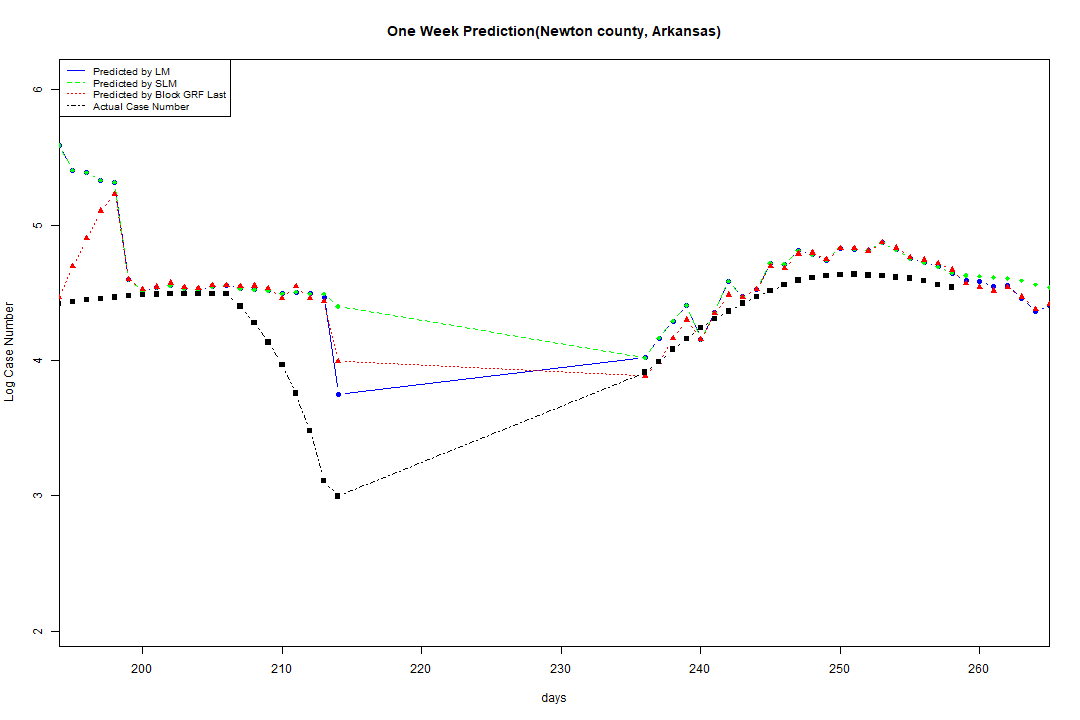 One Week Prediction(Newton county, Arkansas)
Predicted by LM
Predicted by SLM
Predicted by Block GRF Last
Actual Case Number
6
5
4
3
2
Log Case Number
200 210 220 230 240 250 260
days